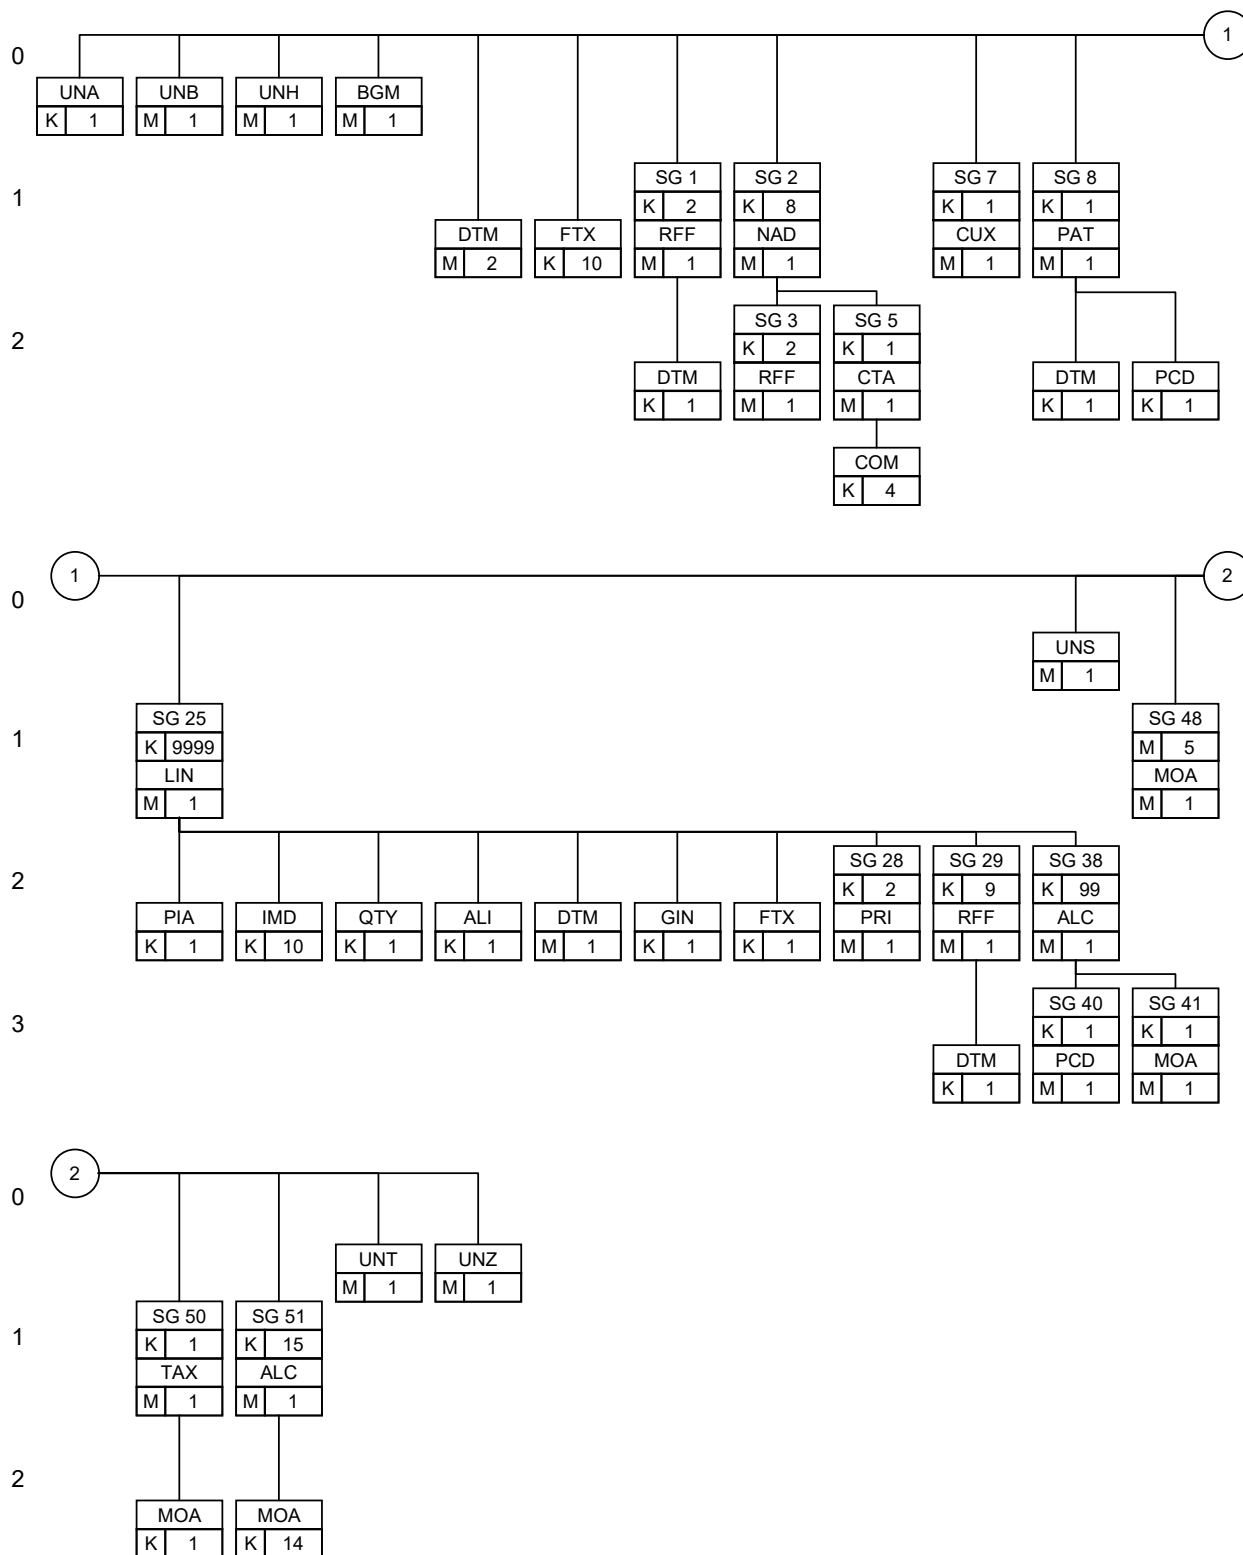 1
0
UNA UNB UNH BGM
K 1 M 1 M 1 M 1
SG 1 SG 2 SG 7 SG 8
1
K 2 K 8 K 1 K 1
DTM FTX RFF NAD CUX PAT
M 2 K 10 M 1 M 1 M 1 M 1
SG 3 SG 5
2
K 2 K 1
DTM RFF CTA DTM PCD
K 1 M 1 M 1 K 1 K 1
COM
K 4
1 2
0
UNS
M 1
SG 25 SG 48
1
K 9999 M 5
LIN MOA
M 1 M 1
SG 28 SG 29 SG 38
2
K 2 K 9 K 99
PIA IMD QTY ALI DTM GIN FTX PRI RFF ALC
K 1 K 10 K 1 K 1 M 1 K 1 K 1 M 1 M 1 M 1
SG 40 SG 41
3
K 1 K 1
DTM PCD MOA
K 1 M 1 M 1
2
0
UNT UNZ
M 1 M 1
SG 50 SG 51
1
K 1 K 15
TAX ALC
M 1 M 1
2
MOA MOA
K 1 K 14